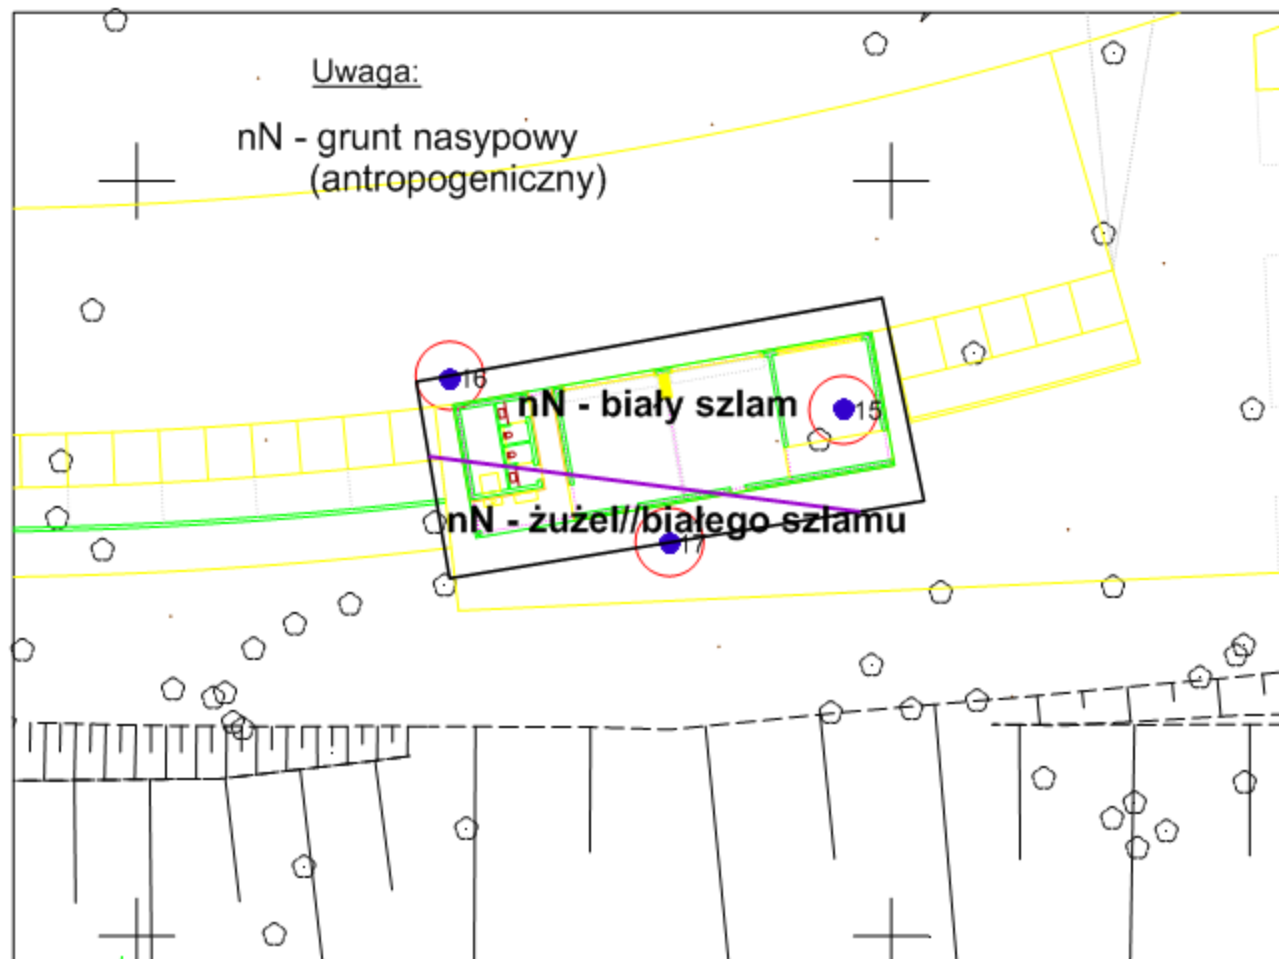 Uwaga:
nN - grunt nasypowy
(antropogeniczny)
16
nN - biały szlam
15
nN - żużel//białego szlamu
17